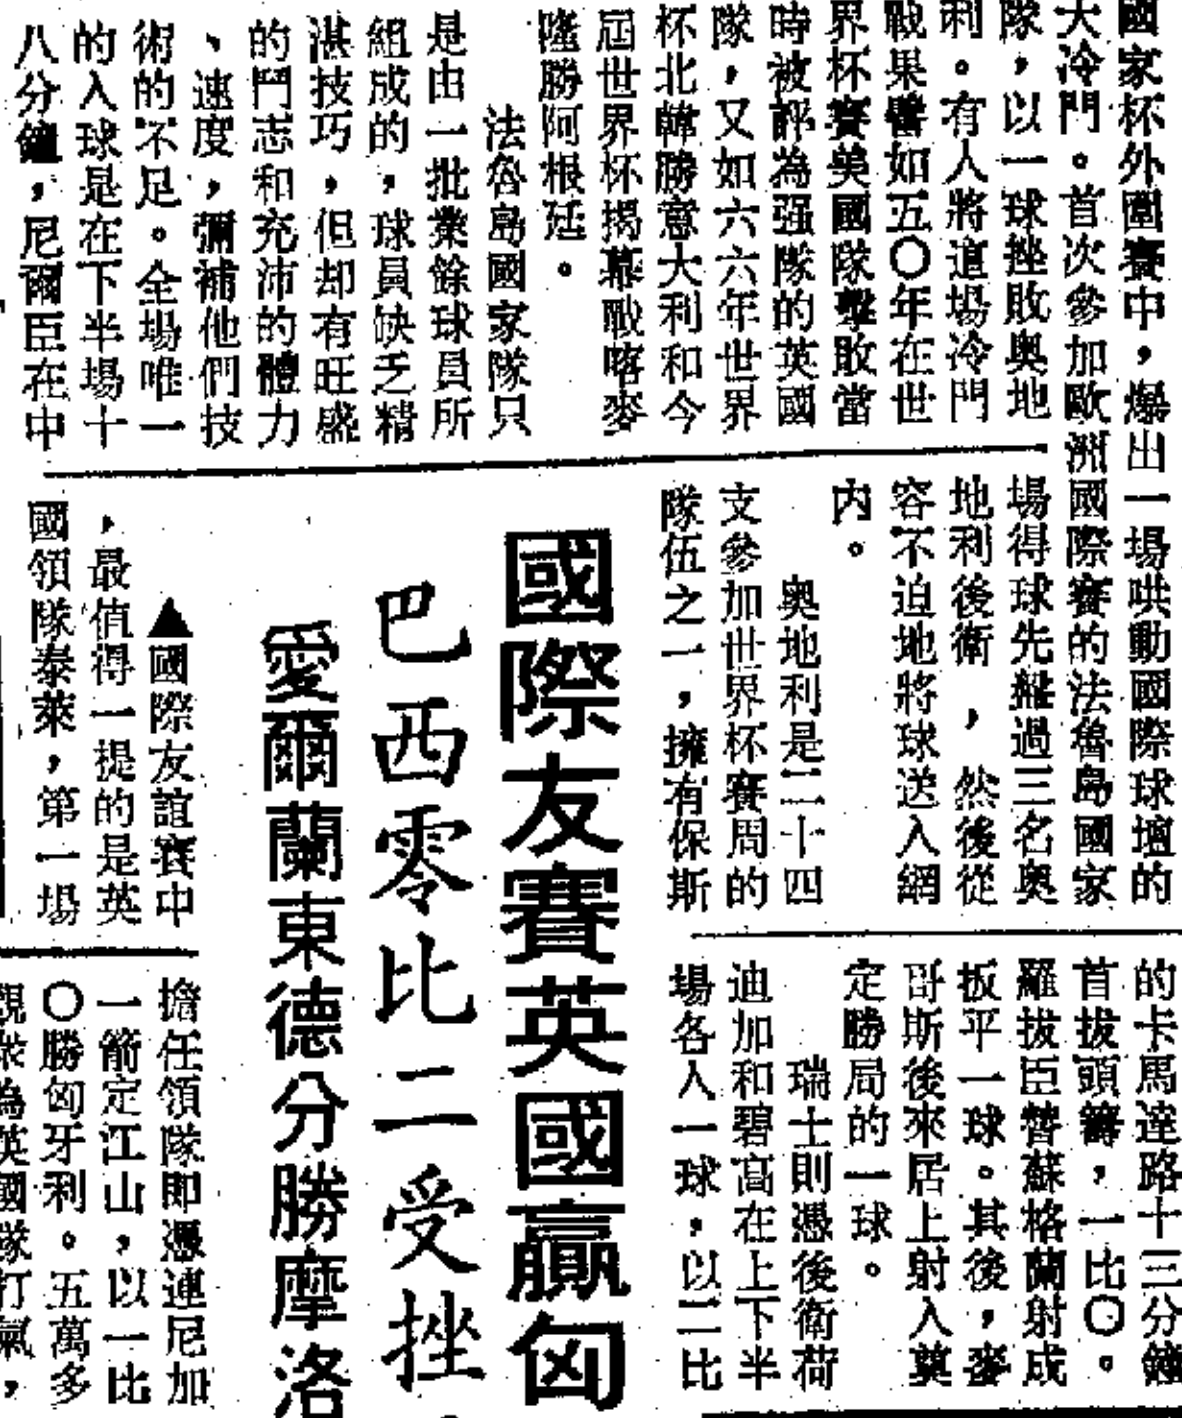 國家杯外圍賽中，爆出一場哄動國際球壇的
大冷門。首次參加歐洲國際賽的法魯島國家
隊，以一球挫敗奧地
利。有人將這場冷門
戰果譬如五〇年在世
界杯賽美國隊擊敗當
時被評為强隊的英國
隊，又如六六年世界
杯北韓勝意大利和今
屆世界杯揭幕戰喀麥
隆勝阿根廷。
法魯島國家隊只
是由一批業餘球員所
組成的，球員缺乏精
湛技巧，但却有旺盛
的鬥志和充沛的體力
、速度，彌補他們技
術的不足。全場唯一
的入球是在下半場十
八分鐘，尼爾臣在中
場得球先盤過三名奧
地利後衛，然後從
容不迫地將球送入網
內。
奧地利是二十四
支參加世界杯賽周的
隊伍之一，擁有保斯
的卡馬達路十三分鐘
首拔頭籌，一比〇。
羅拔臣替蘇格蘭射成
扳平一球。其後，麥
哥斯後來居上射入奠
定勝局的一球。
瑞士則憑後衛荷
迪加和碧高在上下半
場各入一球，以二比
國際友賽英國贏匈
巴西零比二受挫
愛爾蘭東德分勝摩洛
▲國際友誼賽中
，最值得一提的是英
國領隊泰萊，第一場
擔任領隊即憑連尼加
一箭定江山，以一比
〇勝匈牙利。五萬多
觀衆為英國隊打氣，